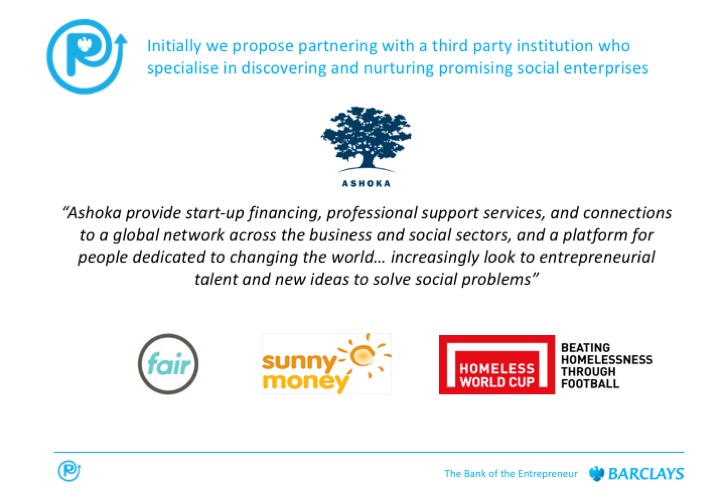 P
Initially we propose partnering with a third party institution who
specialise in discovering and nurturing promising social enterprises
ASHOKA
“Ashoka provide start-up financing, professional support services, and connections
to a global network across the business and social sectors, and a platform for
people dedicated to changing the world… increasingly look to entrepreneurial
talent and new ideas to solve social problems”
fair
sunny
money
HOMELESS
WORLD CUP
BEATING
HOMELESSNESS
THROUGH
FOOTBALL
P
The Bank of the Entrepreneur
BARCLAYS